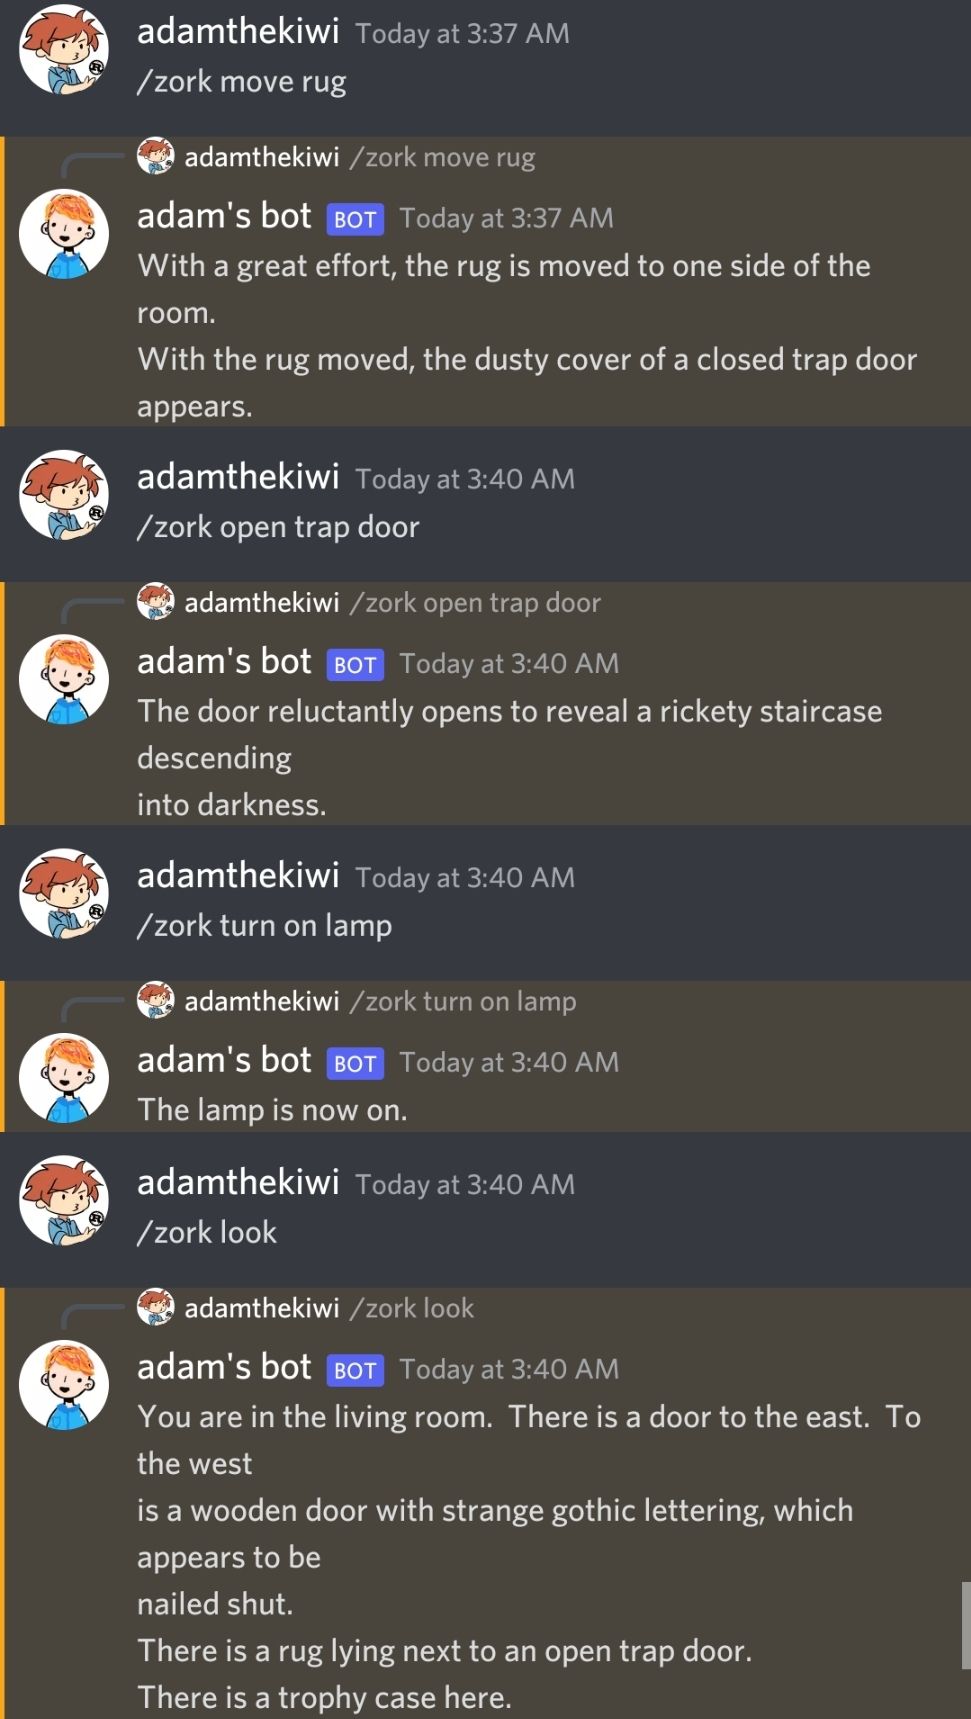 adamthekiwi Today at 3:37 AM
/zork move rug
adamthekiwi /zork move rug
adam's bot BOT Today at 3:37 AM
With a great effort, the rug is moved to one side of the
room.
With the rug moved, the dusty cover of a closed trap door
appears.
adamthekiwi Today at 3:40 AM
/zork open trap door
adamthekiwi /zork open trap door
adam's bot BOT Today at 3:40 AM
The door reluctantly opens to reveal a rickety staircase
descending
into darkness.
adamthekiwi Today at 3:40 AM
/zork turn on lamp
adamthekiwi /zork turn on lamp
adam's bot BOT Today at 3:40 AM
The lamp is now on.
adamthekiwi Today at 3:40 AM
/zork look
adamthekiwi /zork look
adam's bot BOT Today at 3:40 AM
You are in the living room.  There is a door to the east.  To
the west
is a wooden door with strange gothic lettering, which
appears to be
nailed shut.
There is a rug lying next to an open trap door.
There is a trophy case here.